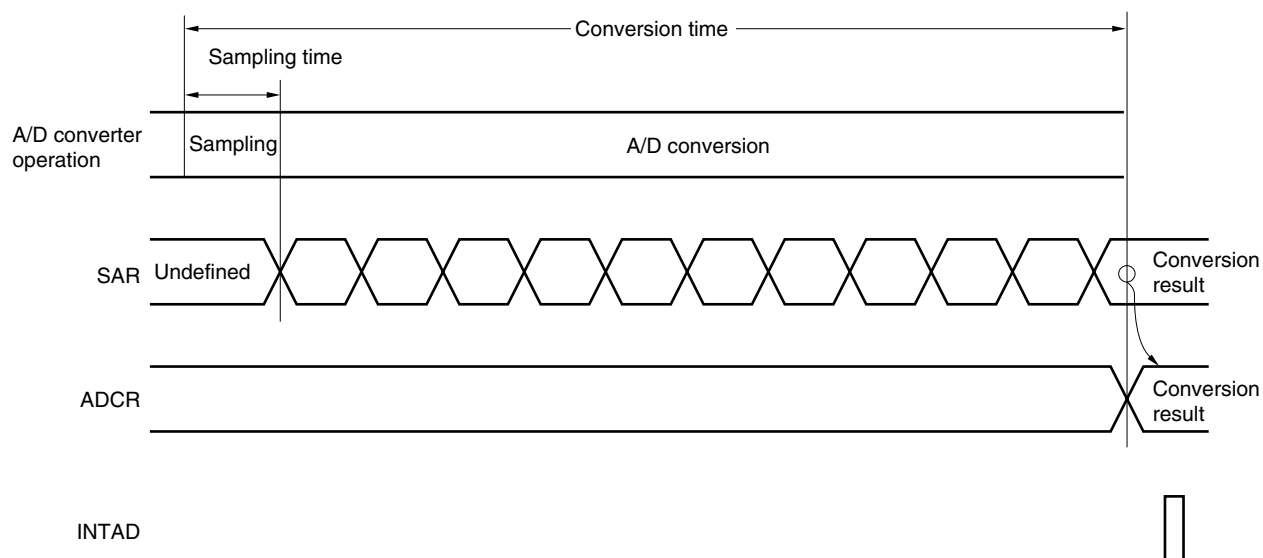 Conversion time
Sampling time
A/D converter
operation
Sampling
A/D conversion
SAR
Undefined
Conversion
result
ADCR
Conversion
result
INTAD